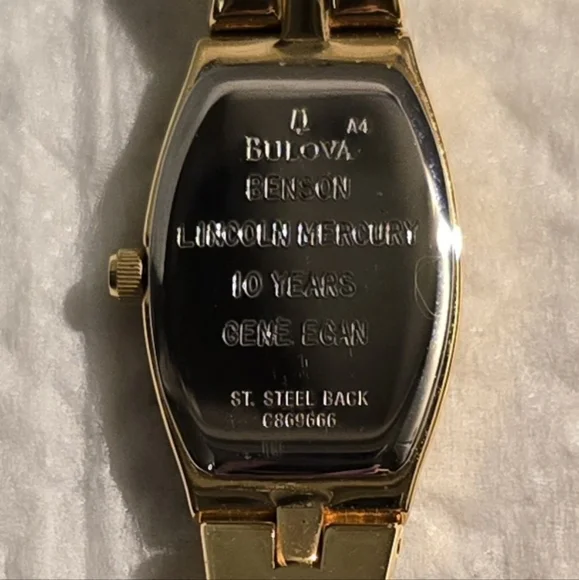 A4
BULOVA
BENSON
LINCOLN MERCURY
10 YEARS
GENE EGAN
ST. STEEL BACK
C869666